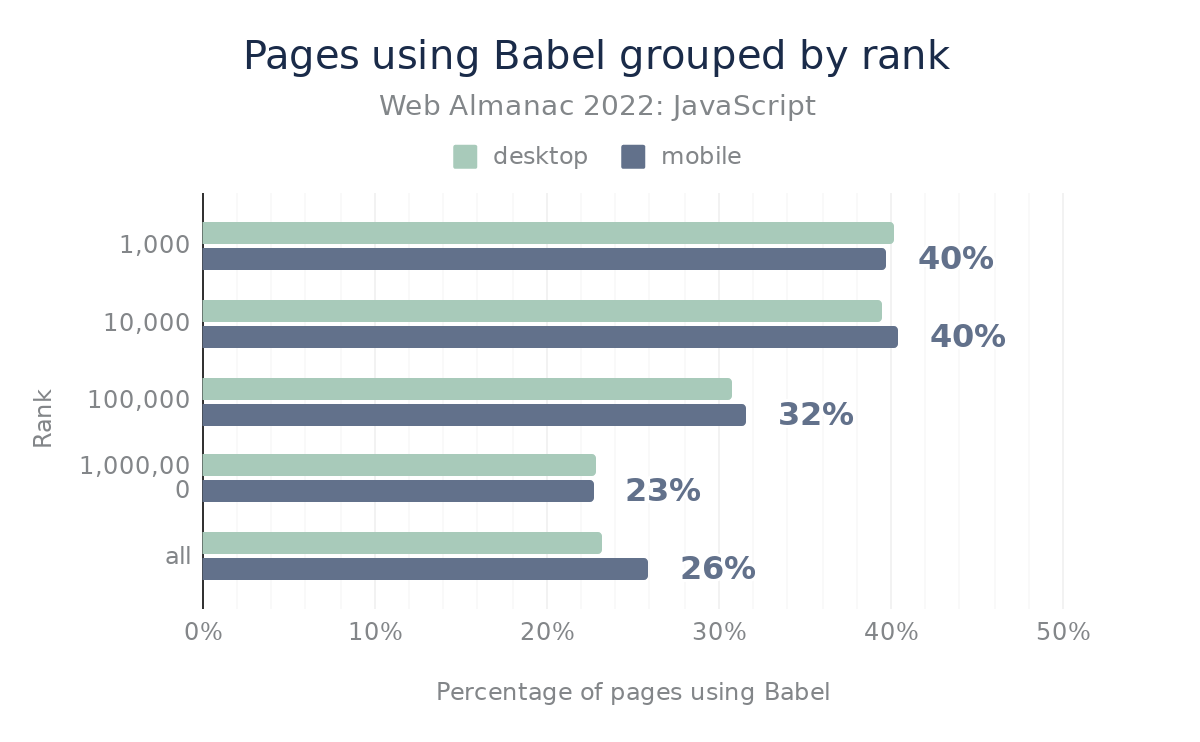 Pages using Babel grouped by rank
Web Almanac 2022: JavaScript
desktop mobile
1,000
40%
10,000
40%
Rank
100,000
32%
1,000,00
0
23%
all
26%
0% 10% 20% 30% 40% 50%
Percentage of pages using Babel